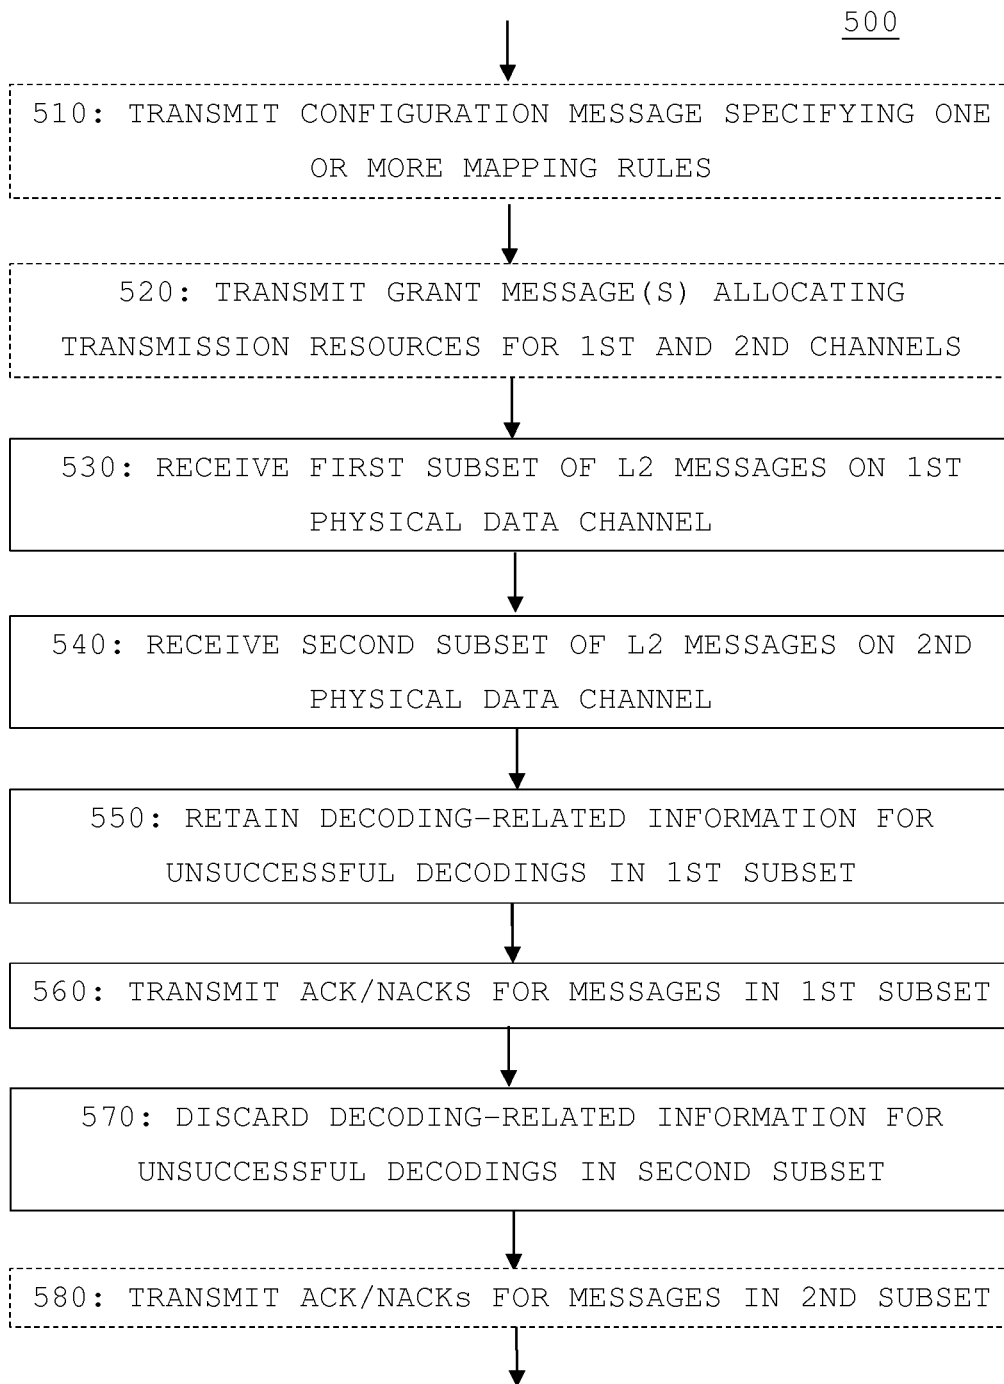 500
510: TRANSMIT CONFIGURATION MESSAGE SPECIFYING ONE
OR MORE MAPPING RULES
520: TRANSMIT GRANT MESSAGE(S) ALLOCATING
TRANSMISSION RESOURCES FOR 1ST AND 2ND CHANNELS
530: RECEIVE FIRST SUBSET OF L2 MESSAGES ON 1ST
PHYSICAL DATA CHANNEL
540: RECEIVE SECOND SUBSET OF L2 MESSAGES ON 2ND
PHYSICAL DATA CHANNEL
550: RETAIN DECODING-RELATED INFORMATION FOR
UNSUCCESSFUL DECODINGS IN 1ST SUBSET
560: TRANSMIT ACK/NACKS FOR MESSAGES IN 1ST SUBSET
570: DISCARD DECODING-RELATED INFORMATION FOR
UNSUCCESSFUL DECODINGS IN SECOND SUBSET
580: TRANSMIT ACK/NACKs FOR MESSAGES IN 2ND SUBSET